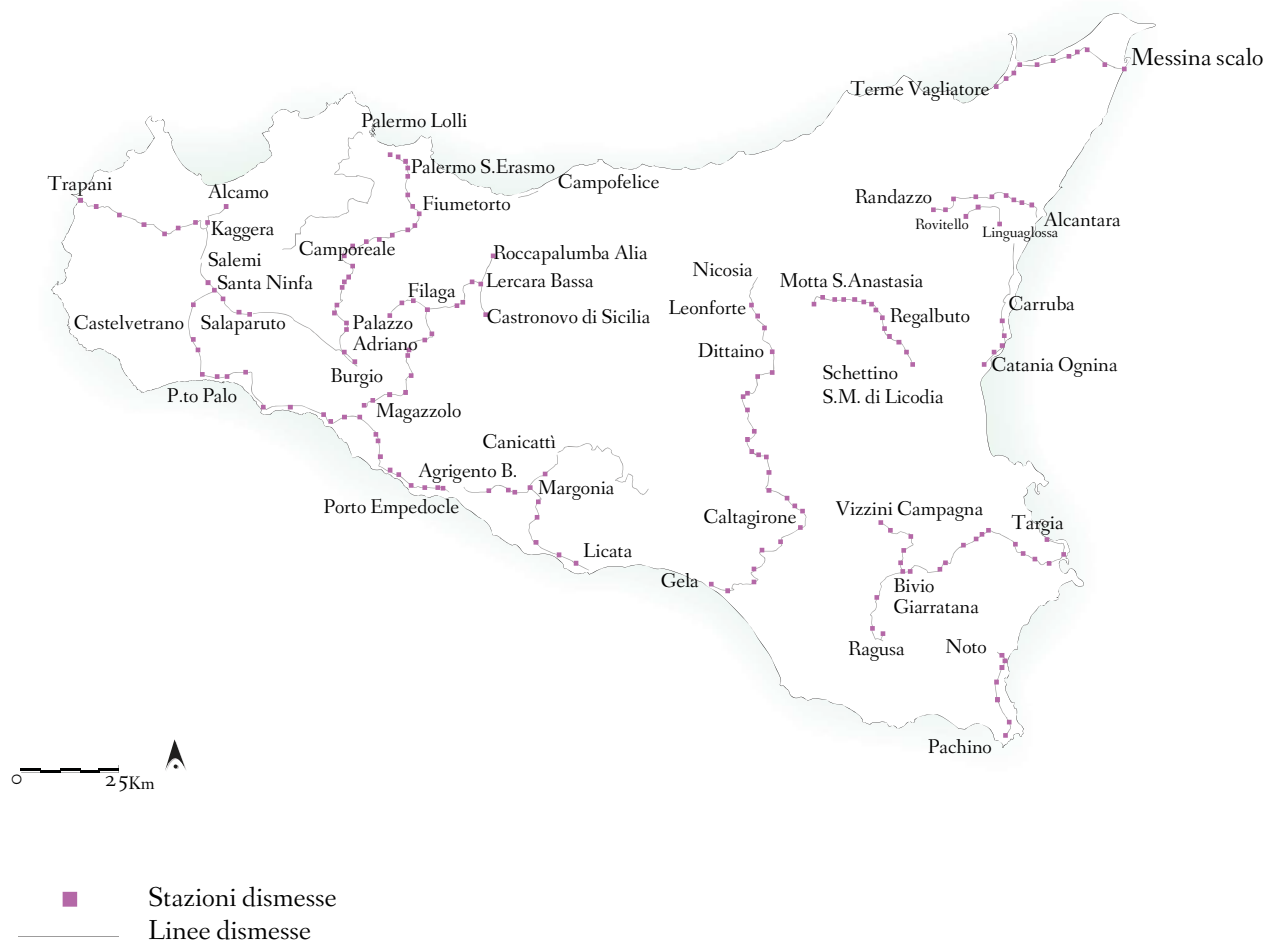 Messina scalo
Terme Vagliatore
Palermo Lolli
Palermo S.Erasmo
Campofelice
Trapani
Alcamo
Randazzo
Fiumetorto
Alcantara
Rovitello
Linguaglossa
Kaggera
Camporeale
Roccapalumba Alia
Salemi
Nicosia
Santa Ninfa
Filaga
Lercara Bassa
Motta S.Anastasia
Carruba
Leonforte
Castelvetrano
Salaparuto
Palazzo
Adriano
Castronovo di Sicilia
Regalbuto
Dittaino
Burgio
Schettino
S.M. di Licodia
Catania Ognina
P.to Palo
Magazzolo
Canicattì
Agrigento B.
Margonia
Porto Empedocle
Caltagirone
Vizzini Campagna
Targia
Licata
Gela
Bivio
Giarratana
Ragusa
Noto
Pachino
0 25Km
Stazioni dismesse
Linee dismesse